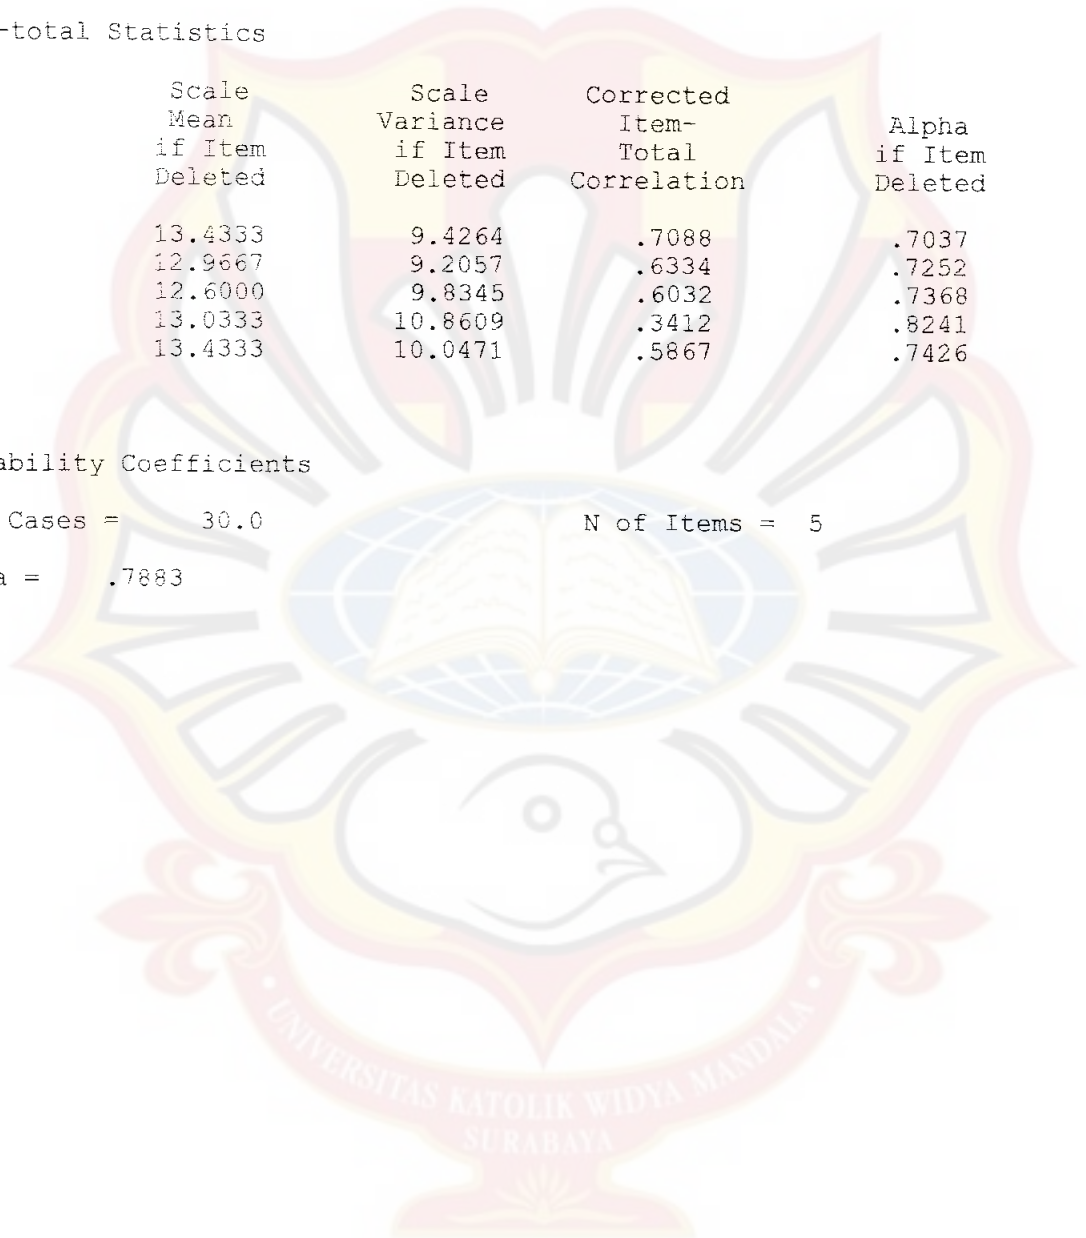 -total Statistics
Scale Scale Corrected
Mean Variance Item- Alpha
if Item if Item Total if Item
Deleted Deleted Correlation Deleted
13.4333 9.4264 .7088 .7037
12.9667 9.2057 .6334 .7252
12.6000 9.8345 .6032 .7368
13.0333 10.8609 .3412 .8241
13.4333 10.0471 .5867 .7426
ability Coefficients
Cases = 30.0 N of Items = 5
a = .7883
UNIVERSITAS KATOLIK WIDYA MANDALA
SURABAYA